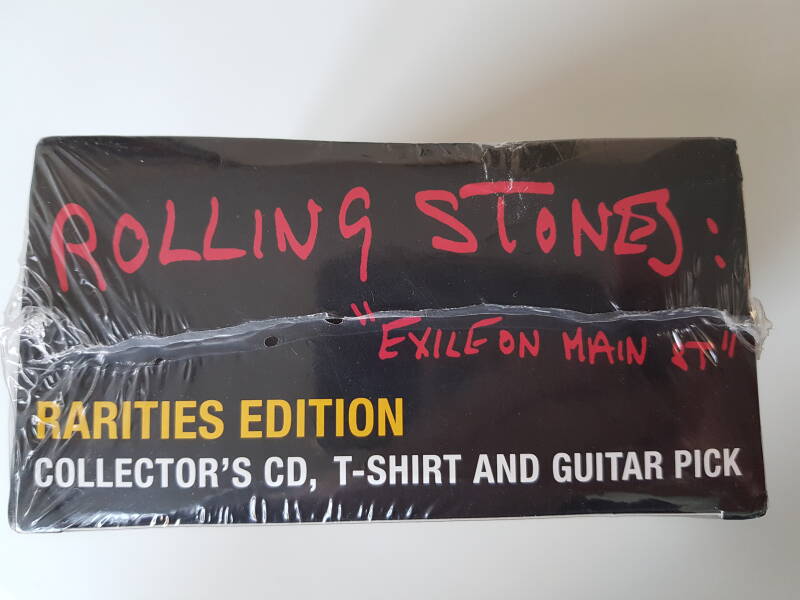 ROLLING STONES:
"EXILE ON MAIN ST"
RARITIES EDITION
COLLECTOR'S CD, T-SHIRT AND GUITAR PICK